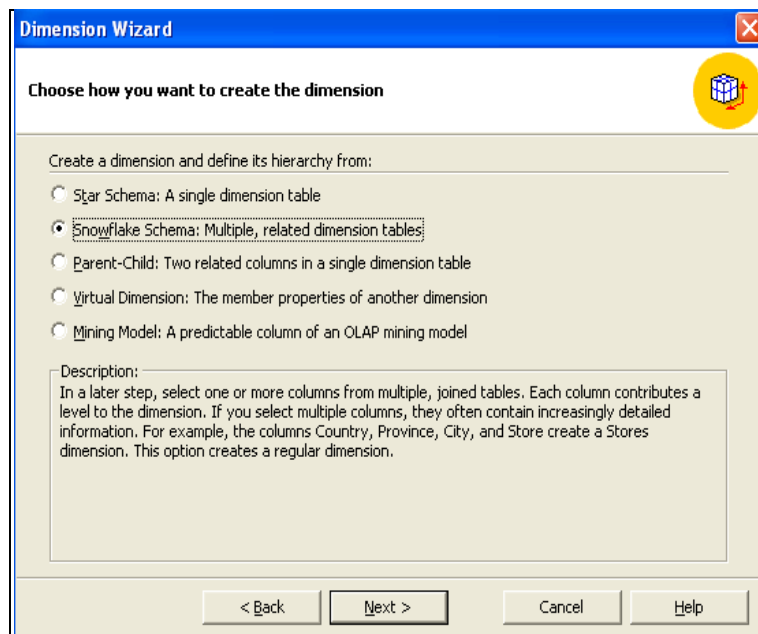 Dimension Wizard
Choose how you want to create the dimension
Create a dimension and define its hierarchy from:
Star Schema: A single dimension table
Snowflake Schema: Multiple, related dimension tables
Parent-Child: Two related columns in a single dimension table
Virtual Dimension: The member properties of another dimension
Mining Model: A predictable column of an OLAP mining model
Description:
In a later step, select one or more columns from multiple, joined tables. Each column contributes a
level to the dimension. If you select multiple columns, they often contain increasingly detailed
information. For example, the columns Country, Province, City, and Store create a Stores
dimension. This option creates a regular dimension.
< Back Next > Cancel Help